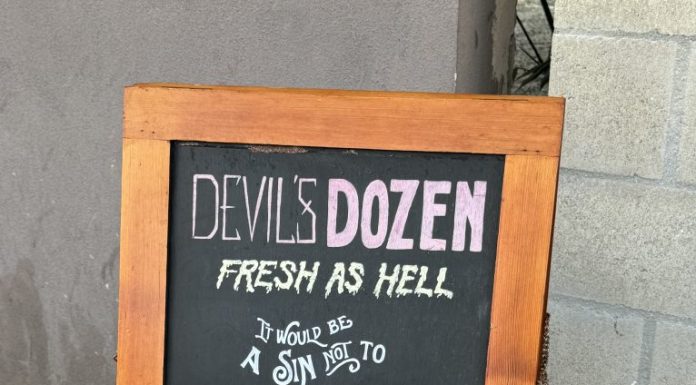 DEVIL'S DOZEN
FRESH AS HELL
IT WOULD BE
A SIN NOT TO